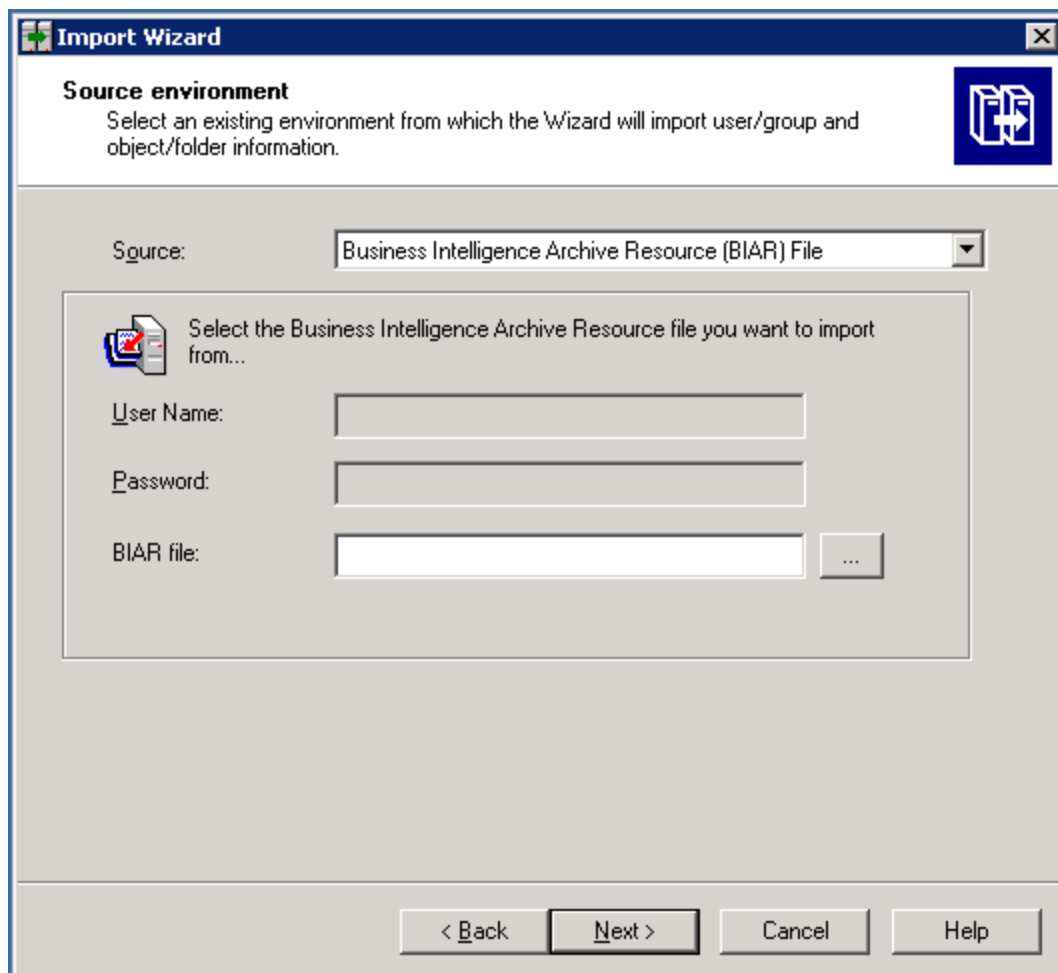 Import Wizard
Source environment
Select an existing environment from which the Wizard will import user/group and
object/folder information.
Source: Business Intelligence Archive Resource (BIAR) File
Select the Business Intelligence Archive Resource file you want to import
from...
User Name:
Password:
BIAR file: ...
< Back Next > Cancel Help